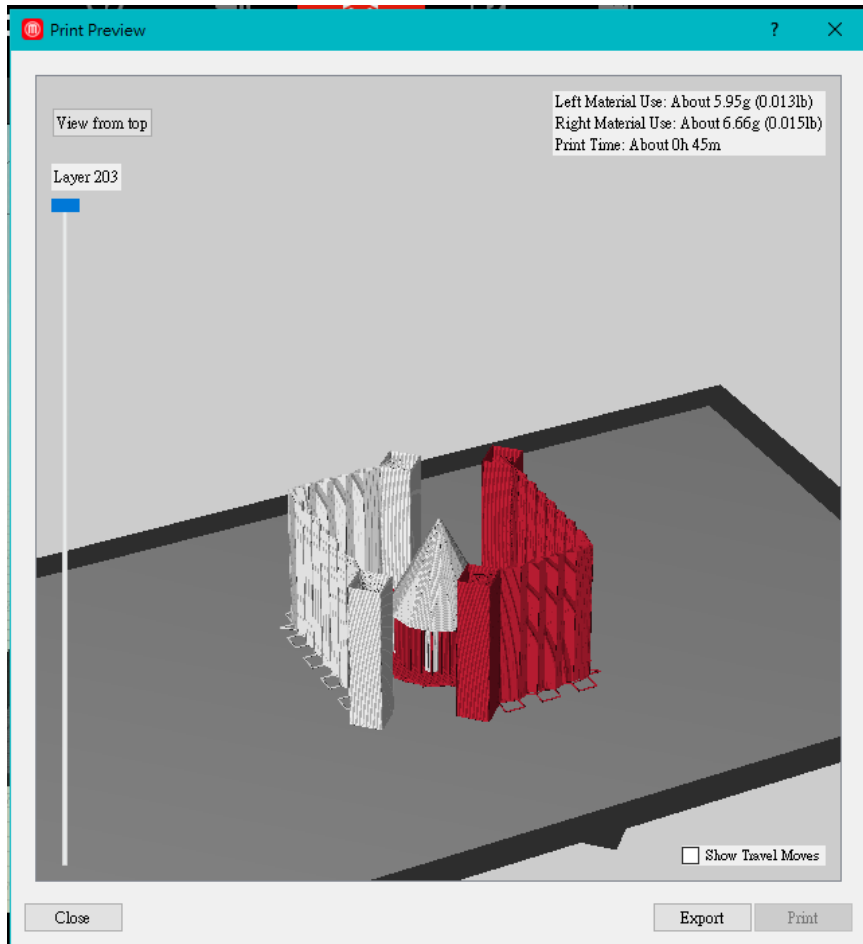 Print Preview
?
View from top
Left Material Use: About 5.95g (0.013lb)
Right Material Use: About 6.66g (0.015lb)
Print Time: About 0h 45m
Layer 203
Show Travel Moves
Close
Export
Print